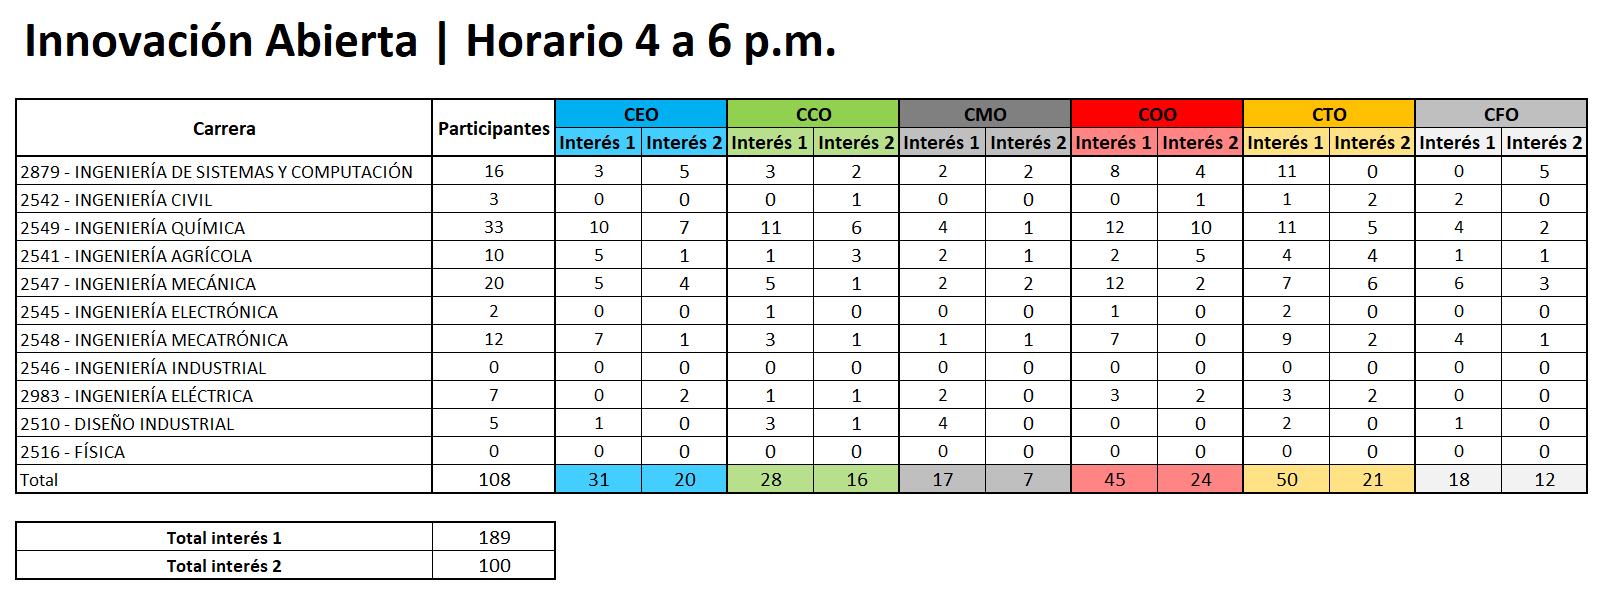 Innovación Abierta | Horario 4 a 6 p.m.
Carrera Participantes CEO CCO CMO COO CTO CFO
Interés 1 Interés 2 Interés 1 Interés 2 Interés 1 Interés 2 Interés 1 Interés 2 Interés 1 Interés 2 Interés 1 Interés 2
2879 - INGENIERÍA DE SISTEMAS Y COMPUTACIÓN 16 3 5 3 2 2 2 8 4 11 0 0 5
2542 - INGENIERÍA CIVIL 3 0 0 0 1 0 0 0 1 1 2 2 0
2549 - INGENIERÍA QUÍMICA 33 10 7 11 6 4 1 12 10 11 5 4 2
2541 - INGENIERÍA AGRÍCOLA 10 5 1 1 3 2 1 2 5 4 4 1 1
2547 - INGENIERÍA MECÁNICA 20 5 4 5 1 2 2 12 2 7 6 6 3
2545 - INGENIERÍA ELECTRÓNICA 2 0 0 1 0 0 0 1 0 2 0 0 0
2548 - INGENIERÍA MECATRÓNICA 12 7 1 3 1 1 1 7 0 9 2 4 1
2546 - INGENIERÍA INDUSTRIAL 0 0 0 0 0 0 0 0 0 0 0 0 0
2983 - INGENIERÍA ELÉCTRICA 7 0 2 1 1 2 0 3 2 3 2 0 0
2510 - DISEÑO INDUSTRIAL 5 1 0 3 1 4 0 0 0 2 0 1 0
2516 - FÍSICA 0 0 0 0 0 0 0 0 0 0 0 0 0
Total 108 31 20 28 16 17 7 45 24 50 21 18 12
Total interés 1 189
Total interés 2 100